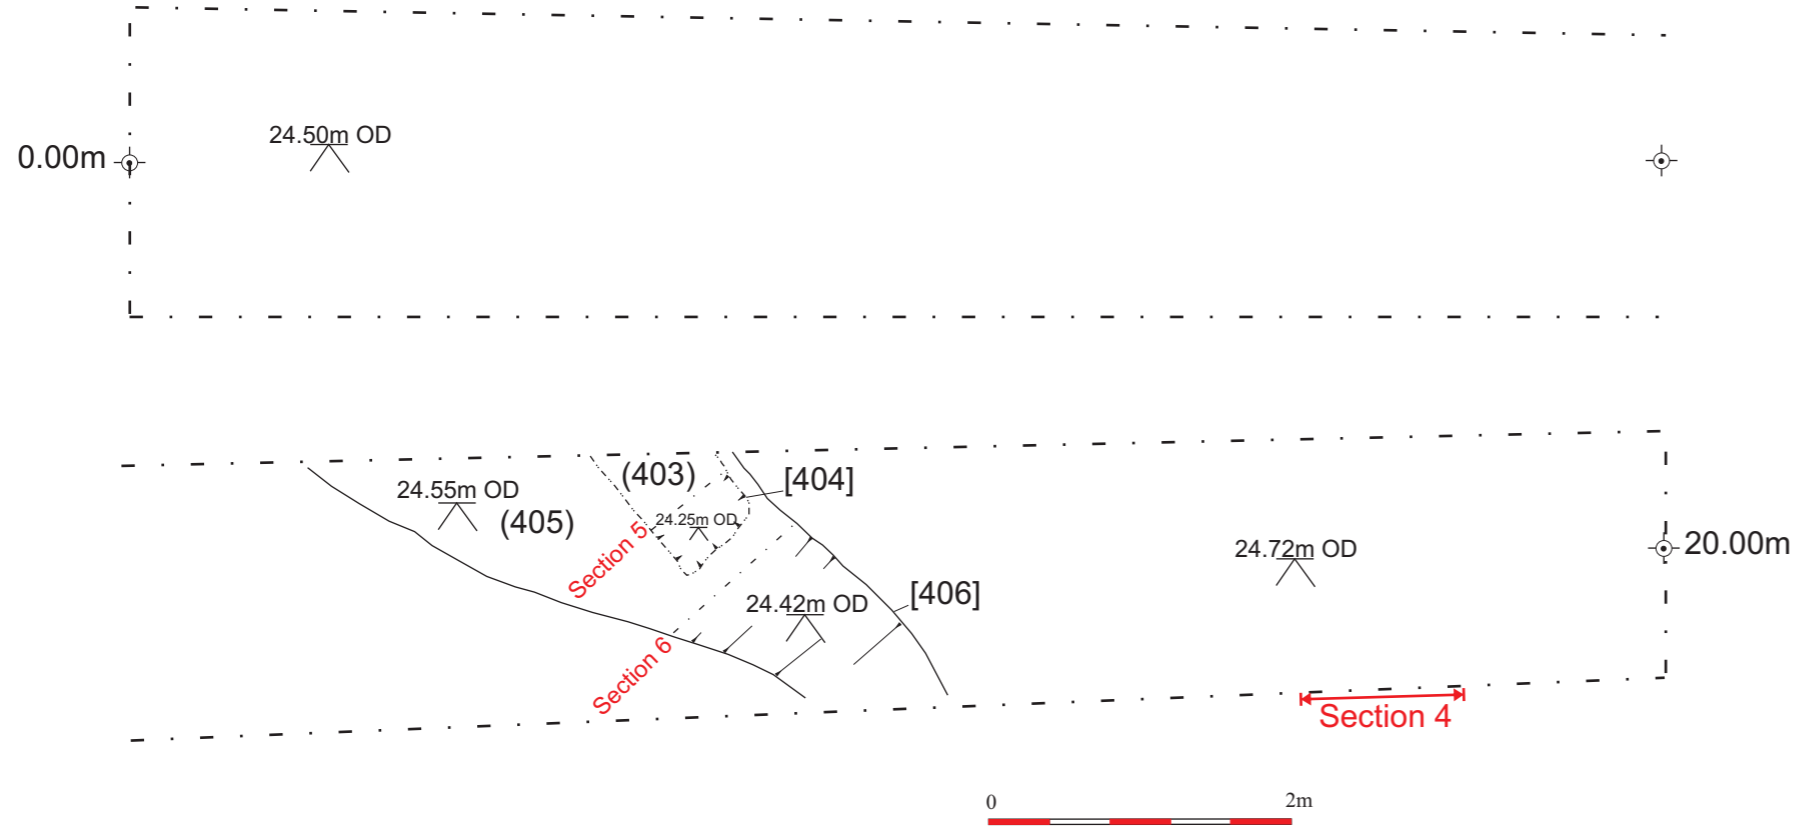 24.50m OD
0.00m
(403)
[404]
24.55m OD
(405)
24.25m OD
Section 5
24.72m OD
20.00m
24.42m OD
[406]
Section 6
Section 4
0 2m